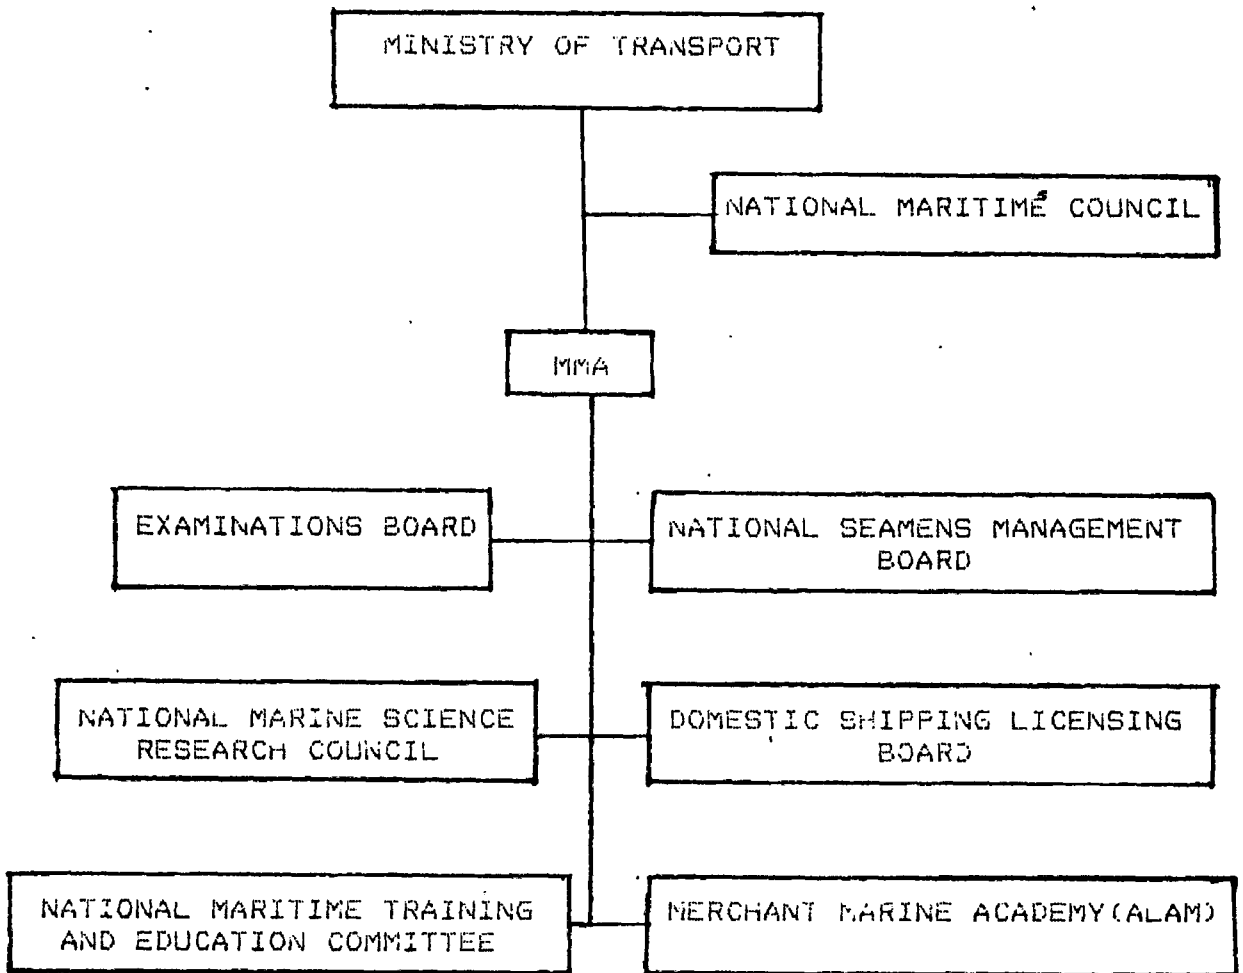 MINISTRY OF TRANSPORT
NATIONAL MARITIME COUNCIL
MMA
EXAMINATIONS BOARD
NATIONAL SEAMENS MANAGEMENT
BOARD
NATIONAL MARINE SCIENCE
RESEARCH COUNCIL
DOMESTIC SHIPPING LICENSING
BOARD
NATIONAL MARITIME TRAINING
AND EDUCATION COMMITTEE
MERCHANT MARINE ACADEMY(ALAM)